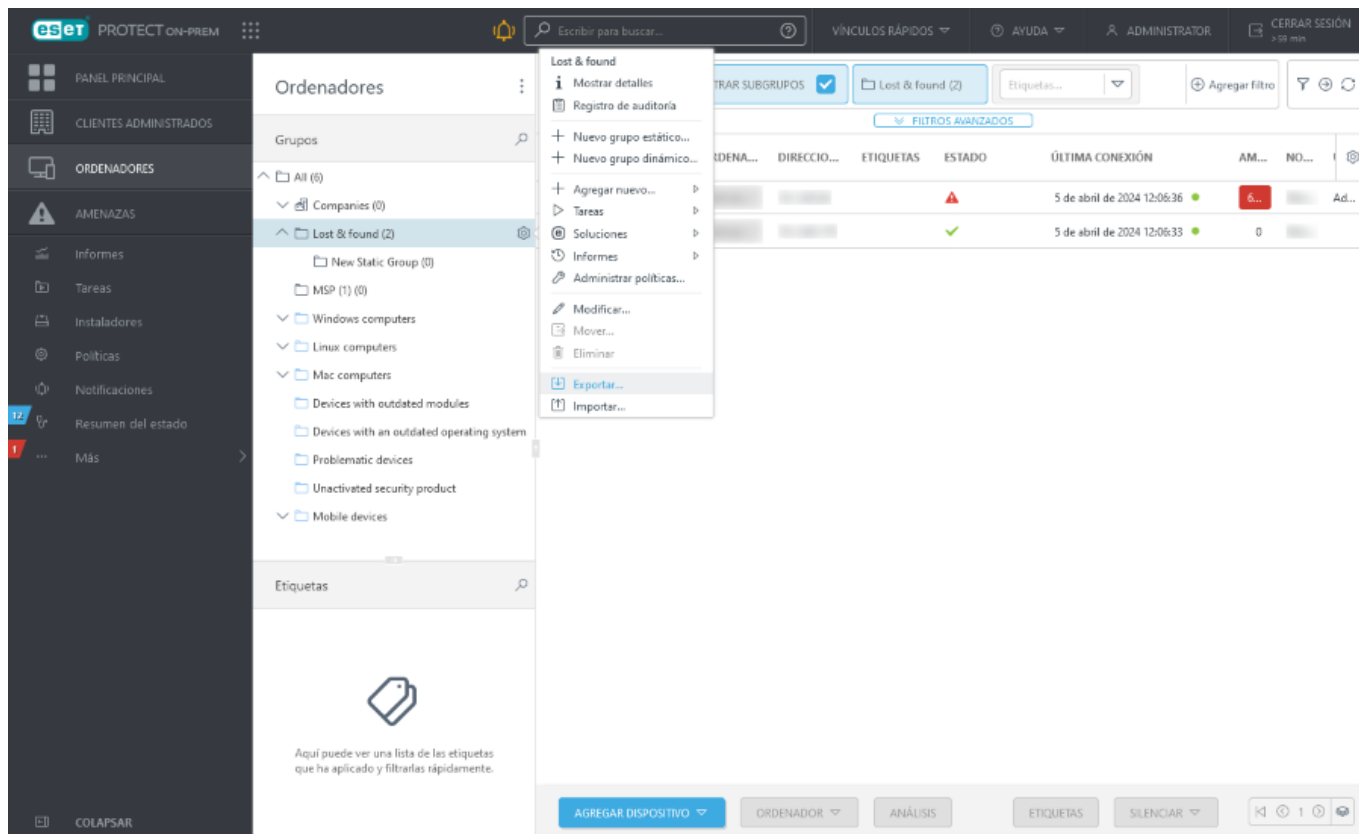 eset PROTECT ON-PREM
Escribir para buscar...
VÍNCULOS RÁPIDOS
AYUDA
ADMINISTRATOR
CERRAR SESIÓN
> 59 min
PANEL PRINCIPAL
CLIENTES ADMINISTRADOS
ORDENADORES
AMENAZAS
Informes
Tareas
Instaladores
Políticas
Notificaciones
12
Resumen del estado
1
Más
COLAPSAR
Ordenadores
Grupos
All (6)
Companies (0)
Lost & found (2)
New Static Group (0)
MSP (1) (0)
Windows computers
Linux computers
Mac computers
Devices with outdated modules
Devices with an outdated operating system
Problematic devices
Unactivated security product
Mobile devices
Etiquetas
Aquí puede ver una lista de las etiquetas
que ha aplicado y filtrarlas rápidamente.
Lost & found
Mostrar detalles
Registro de auditoría
Nuevo grupo estático...
Nuevo grupo dinámico...
Agregar nuevo...
Tareas
Soluciones
Informes
Administrar políticas...
Modificar...
Mover...
Eliminar
Exportar...
Importar...
TRAR SUBGRUPOS
Lost & found (2)
Etiquetas...
Agregar filtro
FILTROS AVANZADOS
RDENA... DIRECCIO... ETIQUETAS ESTADO ÚLTIMA CONEXIÓN AM... NO...
5 de abril de 2024 12:06:36 6... Ad...
5 de abril de 2024 12:06:33 0
AGREGAR DISPOSITIVO
ORDENADOR
ANÁLISIS
ETIQUETAS
SILENCIAR
1